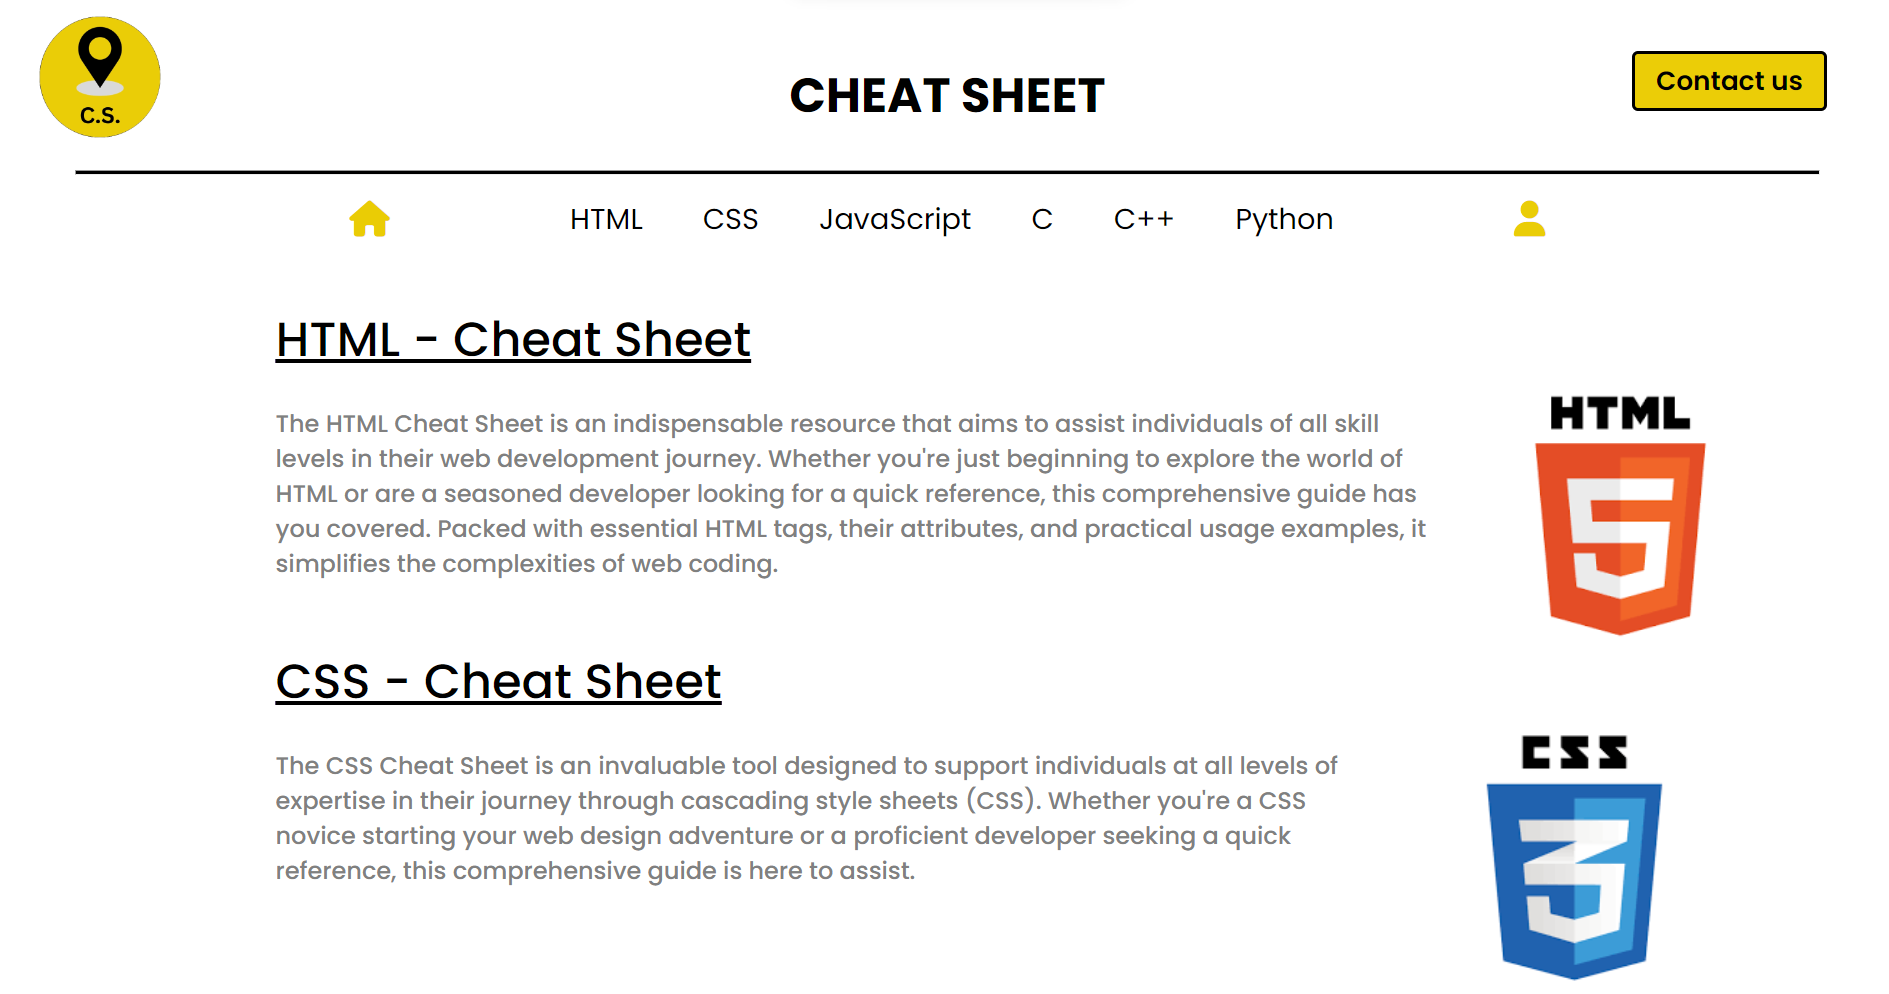 C.S.
CHEAT SHEET
Contact us
HTML CSS JavaScript C C++ Python
HTML - Cheat Sheet
The HTML Cheat Sheet is an indispensable resource that aims to assist individuals of all skill
levels in their web development journey. Whether you're just beginning to explore the world of
HTML or are a seasoned developer looking for a quick reference, this comprehensive guide has
you covered. Packed with essential HTML tags, their attributes, and practical usage examples, it
simplifies the complexities of web coding.
HTML
5
CSS - Cheat Sheet
The CSS Cheat Sheet is an invaluable tool designed to support individuals at all levels of
expertise in their journey through cascading style sheets (CSS). Whether you're a CSS
novice starting your web design adventure or a proficient developer seeking a quick
reference, this comprehensive guide is here to assist.
CSS
3